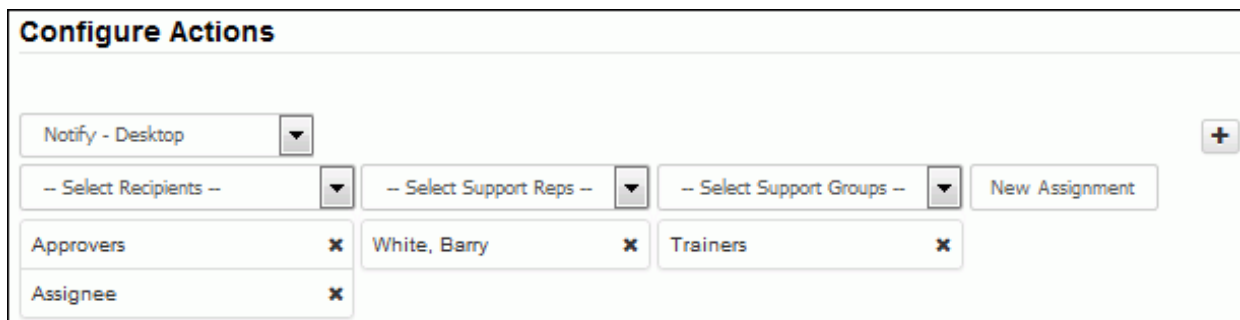 Configure Actions
Notify - Desktop
-- Select Recipients -- -- Select Support Reps -- -- Select Support Groups -- New Assignment
Approvers White, Barry Trainers
Assignee